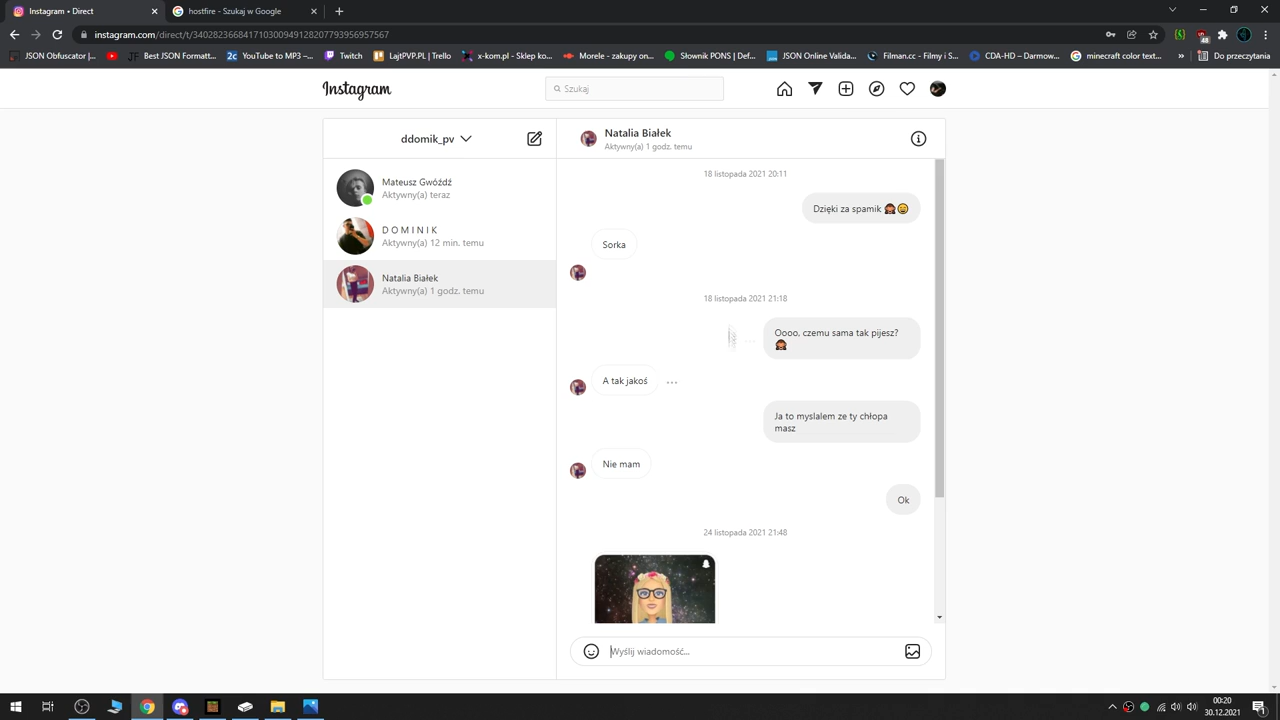 Instagram • Direct
hostfire - Szukaj w Google
instagram.com/direct/t/340282366841710300949128207793956957567
JSON Obfuscator |...
Best JSON Formatt...
YouTube to MP3 –...
Twitch
LajtPVP.PL | Trello
x-kom.pl - Sklep ko...
Morele - zakupy on...
Słownik PONS | Def...
JSON Online Valida...
Filman.cc - Filmy i S...
CDA-HD – Darmow...
minecraft color text...
»
Do przeczytania
Instagram
Szukaj
ddomik_pv
Natalia Białek
Aktywny(a) 1 godz. temu
Mateusz Gwóźdź
Aktywny(a) teraz
D O M I N I K
Aktywny(a) 12 min. temu
Natalia Białek
Aktywny(a) 1 godz. temu
18 listopada 2021 20:11
Dzięki za spamik 🙈😄
Sorka
18 listopada 2021 21:18
Oooo, czemu sama tak pijesz?
🙈
A tak jakoś
Ja to myslalem ze ty chłopa
masz
Nie mam
Ok
24 listopada 2021 21:48
Wyślij wiadomość...
00:20
30.12.2021